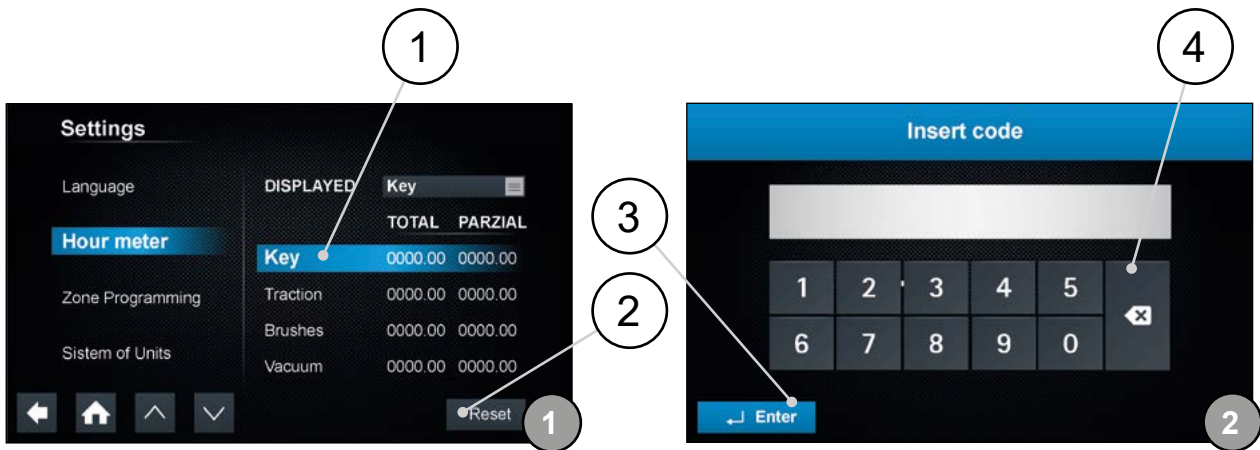 1
4
Settings
Insert code
Language
DISPLAYED Key
TOTAL PARZIAL
3
Hour meter
Key 0000.00 0000.00
1 2 3 4 5
Zone Programming
Traction 0000.00 0000.00
2
Brushes 0000.00 0000.00
6 7 8 9 0
Sistem of Units
Vacuum 0000.00 0000.00
Reset
1
Enter
2